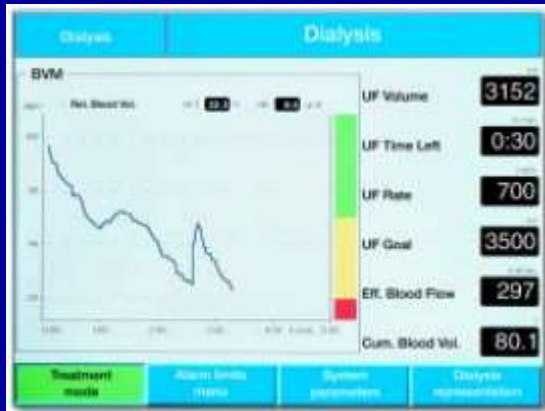 Dialysis
Dialysis
BVM
Rel. Blood Vol.
UF Volume
3152
UF Time Left
0:30
UF Rate
700
UF Goal
3500
Eff. Blood Flow
297
Cum. Blood Vol.
80.1
Treatment
mode
Alarm limits
menu
System
parameters
Dialysis
representation